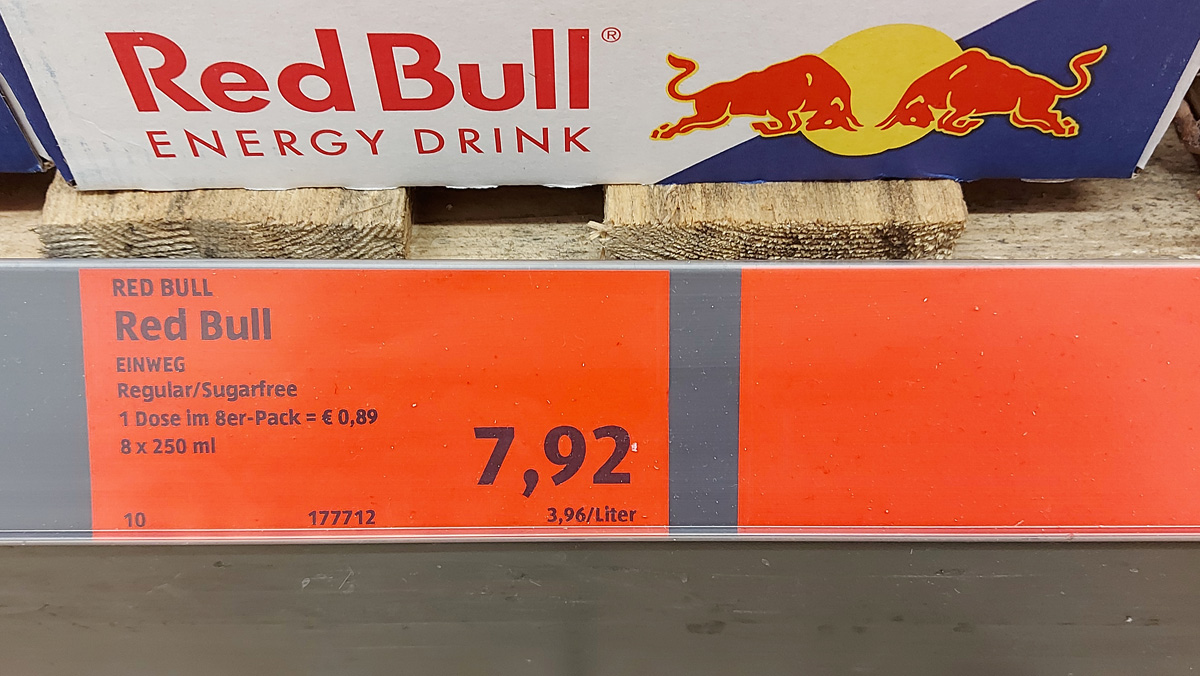 Red Bull®
ENERGY DRINK
RED BULL
Red Bull
EINWEG
Regular/Sugarfree
1 Dose im 8er-Pack = € 0,89
8 x 250 ml
7,92
10 177712 3,96/Liter